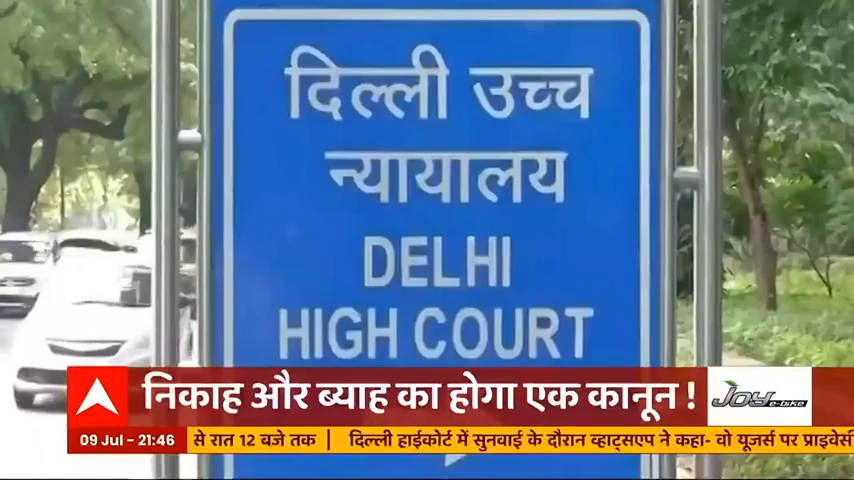 दिल्ली उच्च
न्यायालय
DELHI
HIGH COURT
निकाह और ब्याह का होगा एक कानून !
JOY e-bike
09 Jul - 21:46
से रात 12 बजे तक | दिल्ली हाईकोर्ट में सुनवाई के दौरान व्हाट्सएप ने कहा- वो यूजर्स पर प्राइवेसी